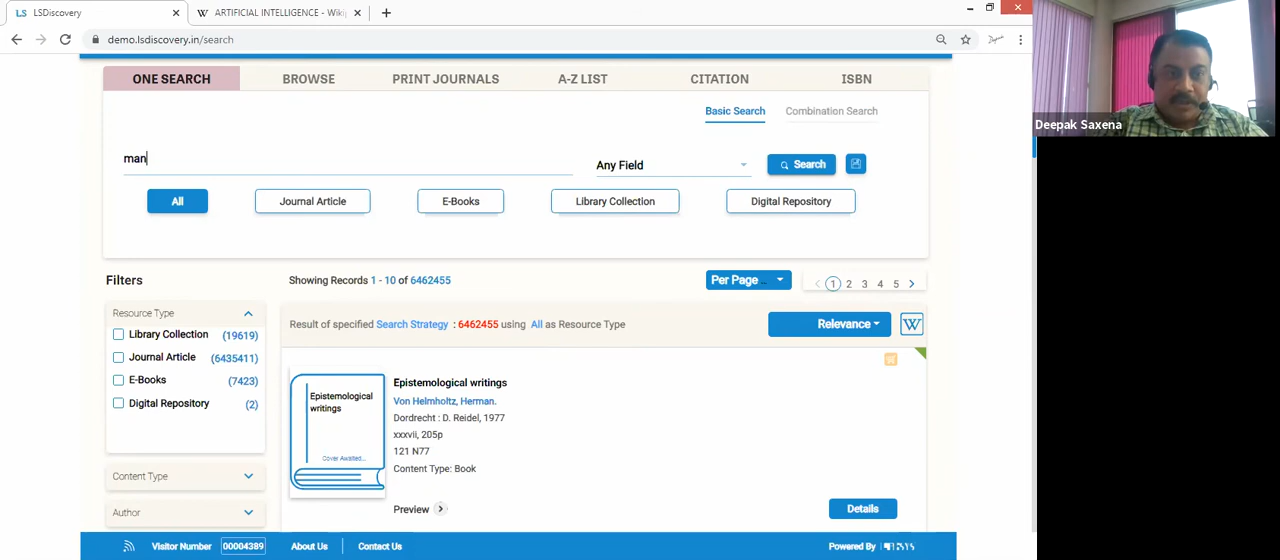 LS LSDiscovery
W ARTIFICIAL INTELLIGENCE - Wikip
demo.lsdiscovery.in/search
ONE SEARCH BROWSE PRINT JOURNALS A-Z LIST CITATION ISBN
Basic Search Combination Search
man Any Field Search
All Journal Article E-Books Library Collection Digital Repository
Filters
Showing Records 1 - 10 of 6462455
Per Page 1 2 3 4 5
Resource Type
Library Collection (19619)
Journal Article (6435411)
E-Books (7423)
Digital Repository (2)
Content Type
Author
Result of specified Search Strategy : 6462455 using All as Resource Type
Relevance W
Epistemological
writings
Cover Awaited...
Epistemological writings
Von Helmholtz, Herman.
Dordrecht : D. Reidel, 1977
xxxvii, 205p
121 N77
Content Type: Book
Preview
Details
Visitor Number 00004389 About Us Contact Us
Powered By
Deepak Saxena